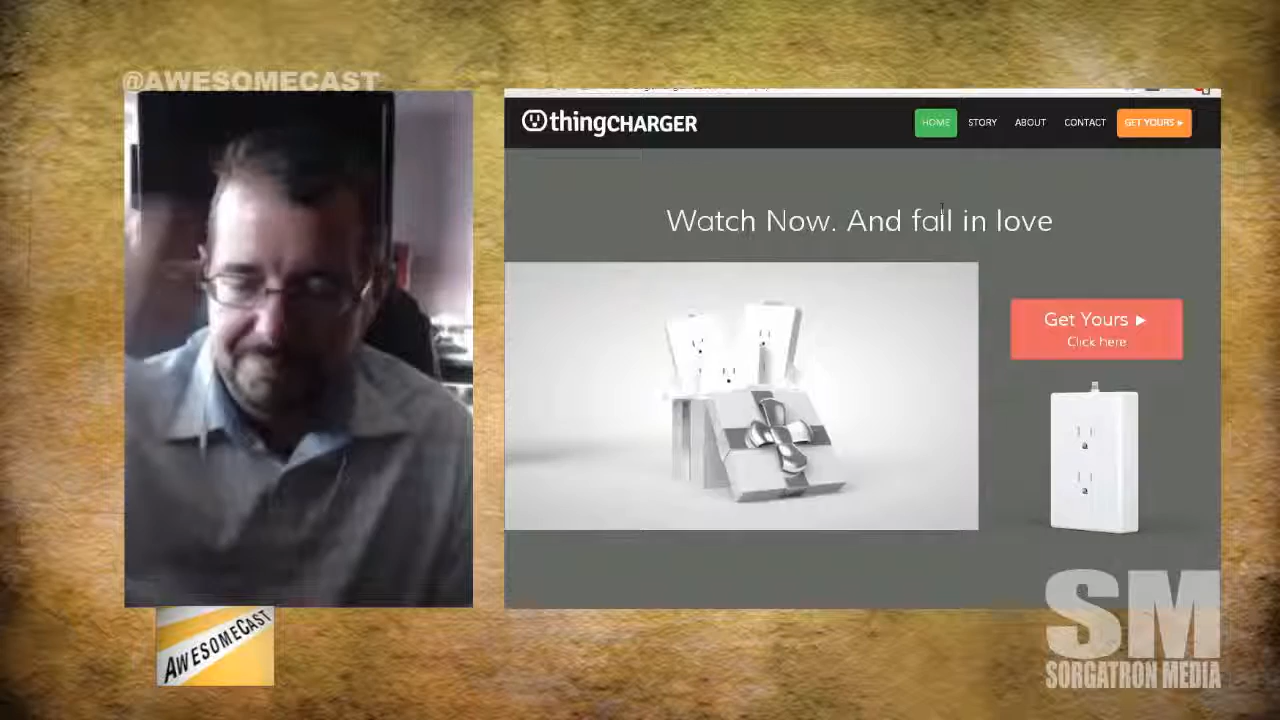 @AWESOMECAST
thingCHARGER
HOME
STORY
ABOUT
CONTACT
GET YOURS ▸
Watch Now. And fall in love
Get Yours ▸
Click here
AWESOMECAST
SM
SORGATRON MEDIA